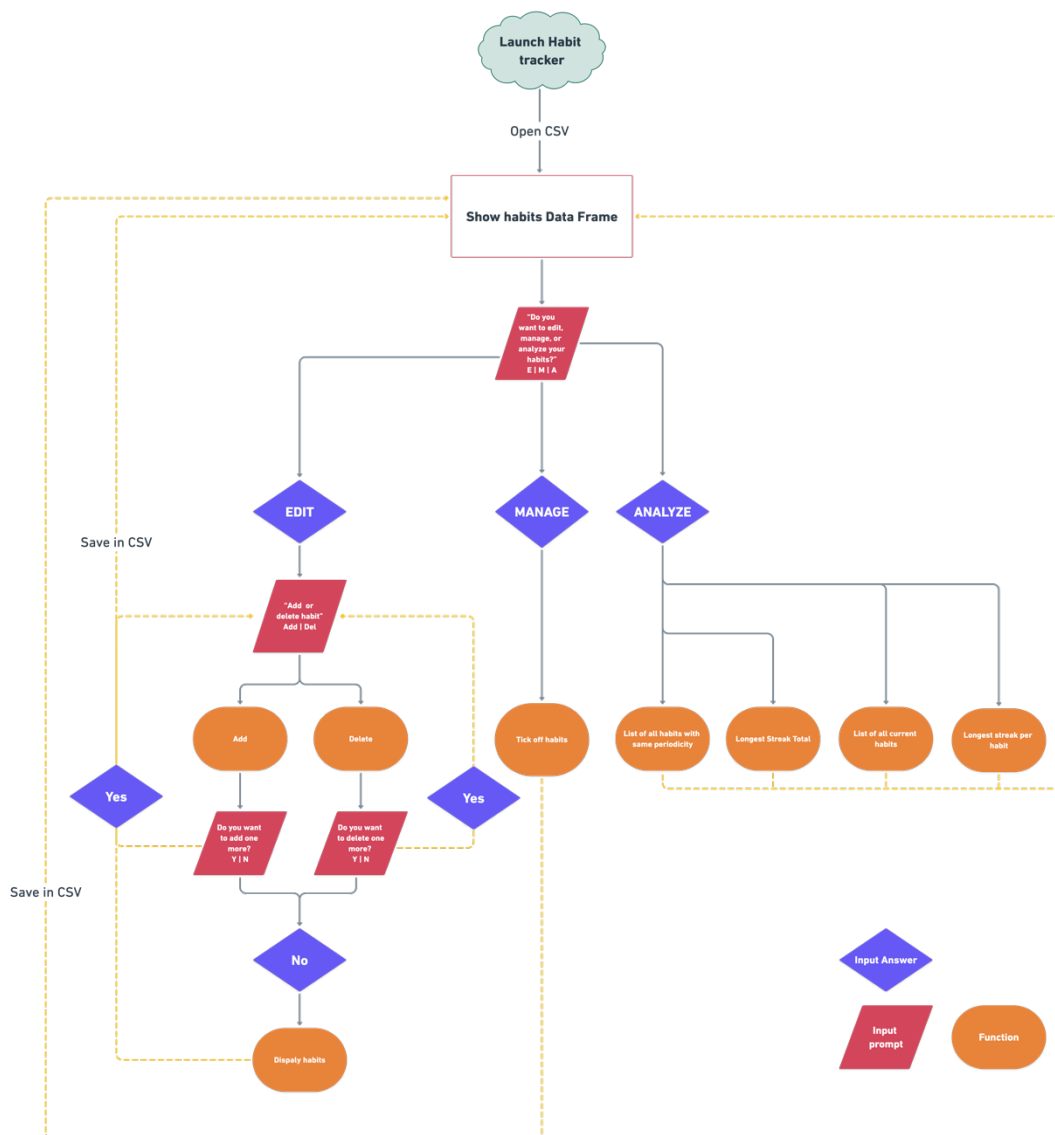 Launch Habit
tracker
Open CSV
Show habits Data Frame
"Do you
want to edit,
manage, or
analyze your
habits?"
E | M | A
EDIT
MANAGE
ANALYZE
Save in CSV
"Add or
delete habit"
Add | Del
Add
Delete
Tick off habits
List of all habits with
same periodicity
Longest Streak Total
List of all current
habits
Longest streak per
habit
Yes
Yes
Do you want
to add one
more?
Y | N
Do you want
to delete one
more?
Y | N
Save in CSV
No
Input Answer
Dispaly habits
Input
prompt
Function